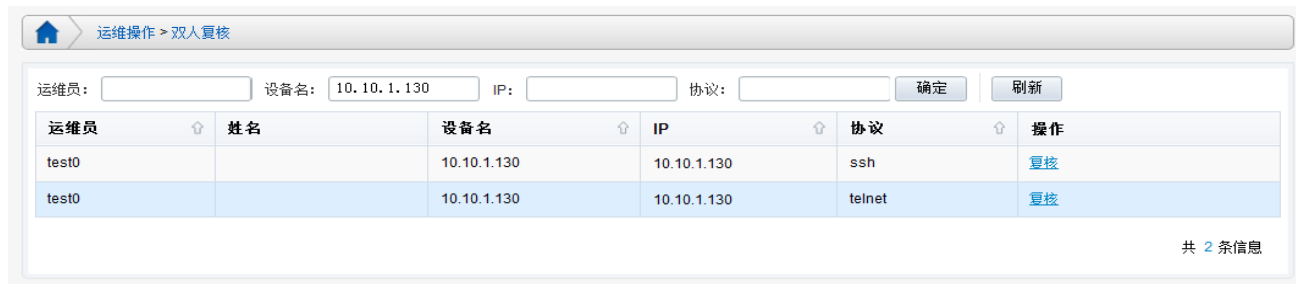 运维操作 > 双人复核
运维员: 设备名: 10.10.1.130 IP: 协议: 确定 刷新
运维员 姓名 设备名 IP 协议 操作
test0 10.10.1.130 10.10.1.130 ssh 复核
test0 10.10.1.130 10.10.1.130 telnet 复核
共 2 条信息